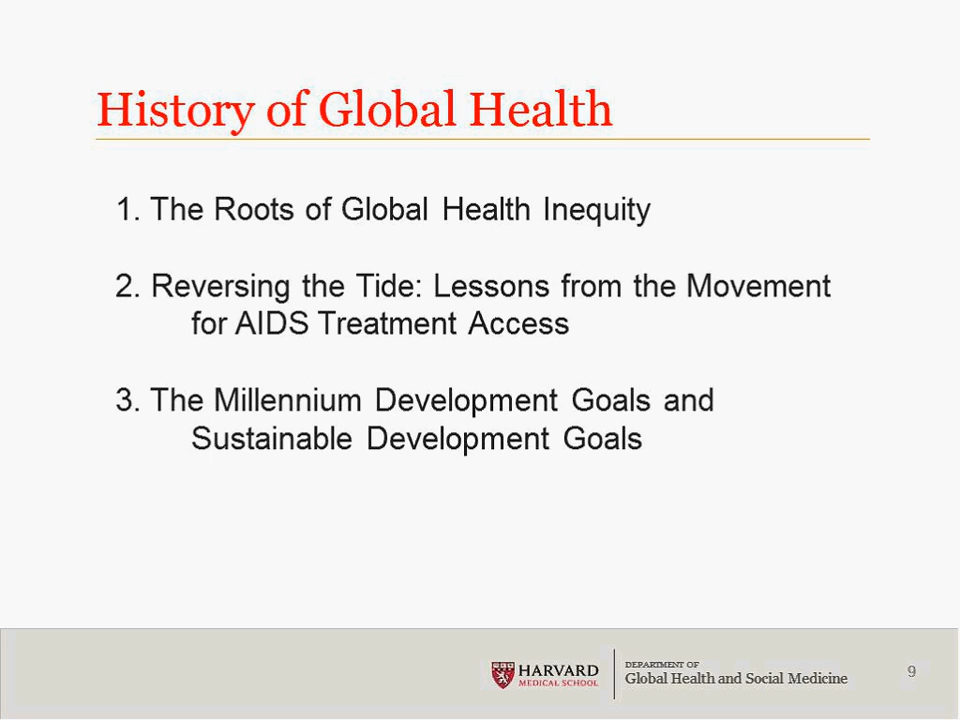 History of Global Health
1. The Roots of Global Health Inequity
2. Reversing the Tide: Lessons from the Movement
for AIDS Treatment Access
3. The Millennium Development Goals and
Sustainable Development Goals
HARVARD
MEDICAL SCHOOL
DEPARTMENT OF
Global Health and Social Medicine
9